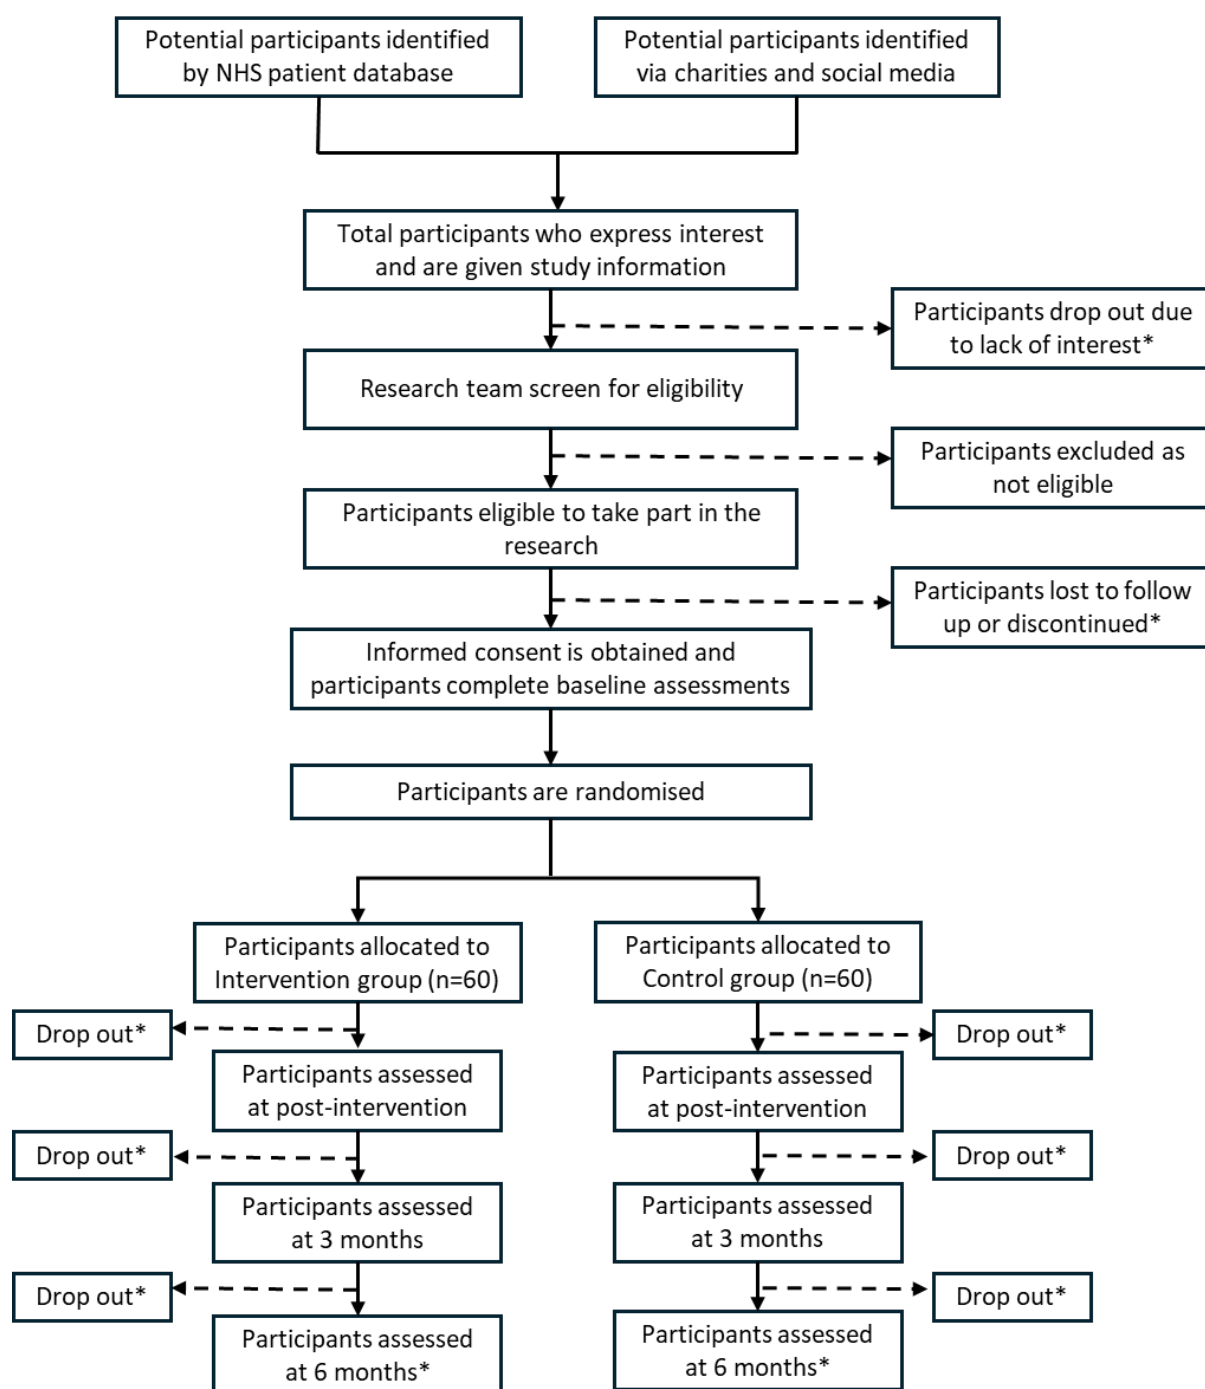 Potential participants identified
by NHS patient database
Potential participants identified
via charities and social media
Total participants who express interest
and are given study information
Participants drop out due
to lack of interest*
Research team screen for eligibility
Participants excluded as
not eligible
Participants eligible to take part in the
research
Participants lost to follow
up or discontinued*
Informed consent is obtained and
participants complete baseline assessments
Participants are randomised
Participants allocated to
Intervention group (n=60)
Participants allocated to
Control group (n=60)
Drop out*
Drop out*
Participants assessed
at post-intervention
Participants assessed
at post-intervention
Drop out*
Drop out*
Participants assessed
at 3 months
Participants assessed
at 3 months
Drop out*
Drop out*
Participants assessed
at 6 months*
Participants assessed
at 6 months*